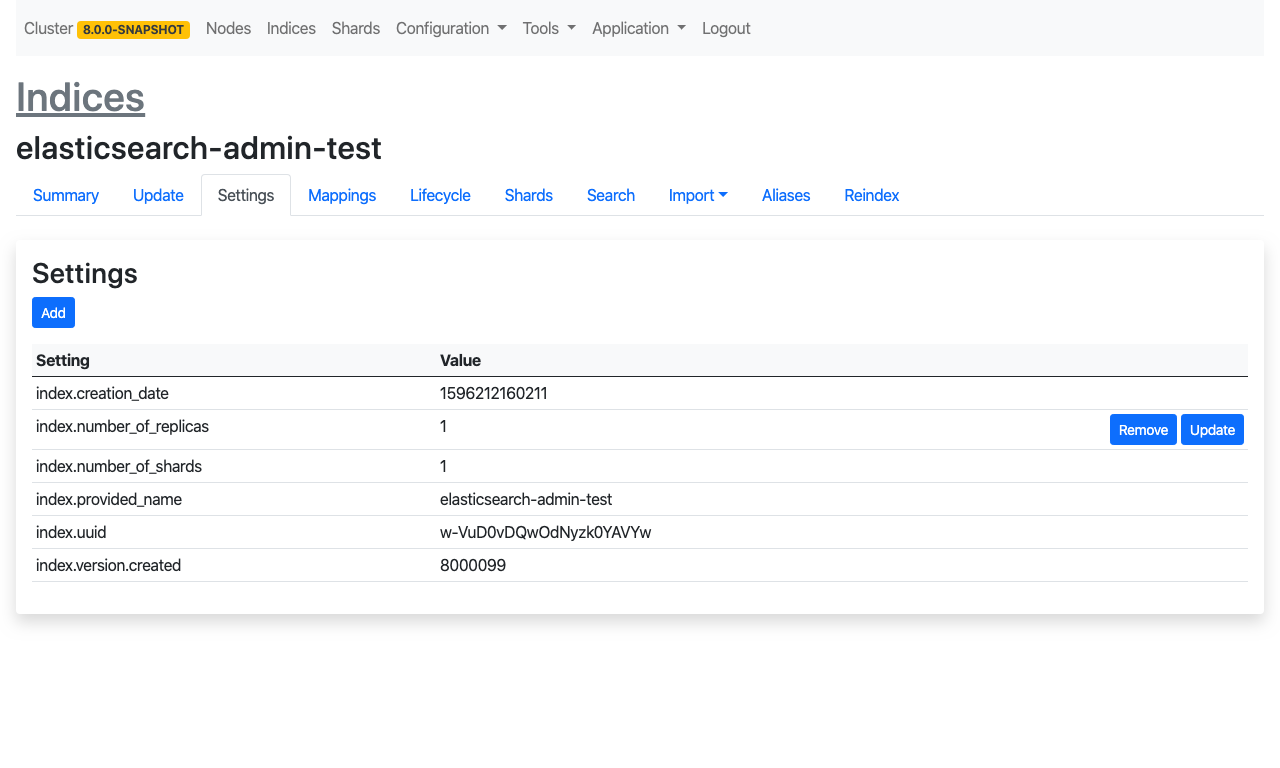 Cluster 8.0.0-SNAPSHOT Nodes Indices Shards Configuration Tools Application Logout
Indices
elasticsearch-admin-test
Summary Update Settings Mappings Lifecycle Shards Search Import Aliases Reindex
Settings
Add
Setting Value
index.creation_date 1596212160211
index.number_of_replicas 1 Remove Update
index.number_of_shards 1
index.provided_name elasticsearch-admin-test
index.uuid w-VuD0vDQwOdNyzk0YAVYw
index.version.created 8000099